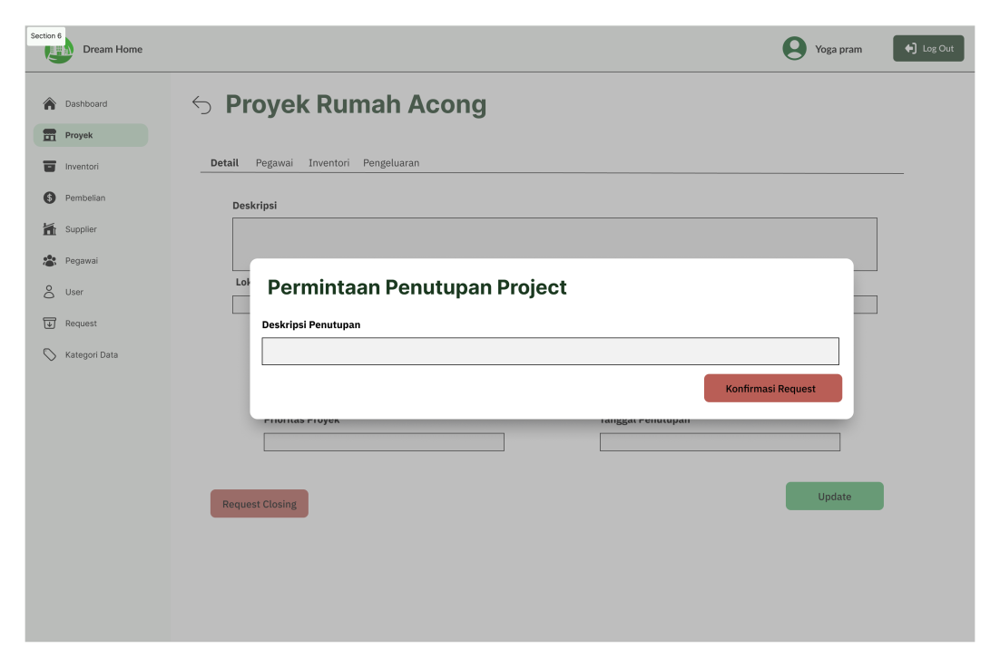 Section 6
Dream Home
Yoga pram
Log Out
Dashboard
Proyek
Inventori
Pembelian
Supplier
Pegawai
User
Request
Kategori Data
Proyek Rumah Acong
Detail Pegawai Inventori Pengeluaran
Deskripsi
Lok
Permintaan Penutupan Project
Deskripsi Penutupan
Konfirmasi Request
Prioritas Proyek
Tanggal Penutupan
Request Closing
Update